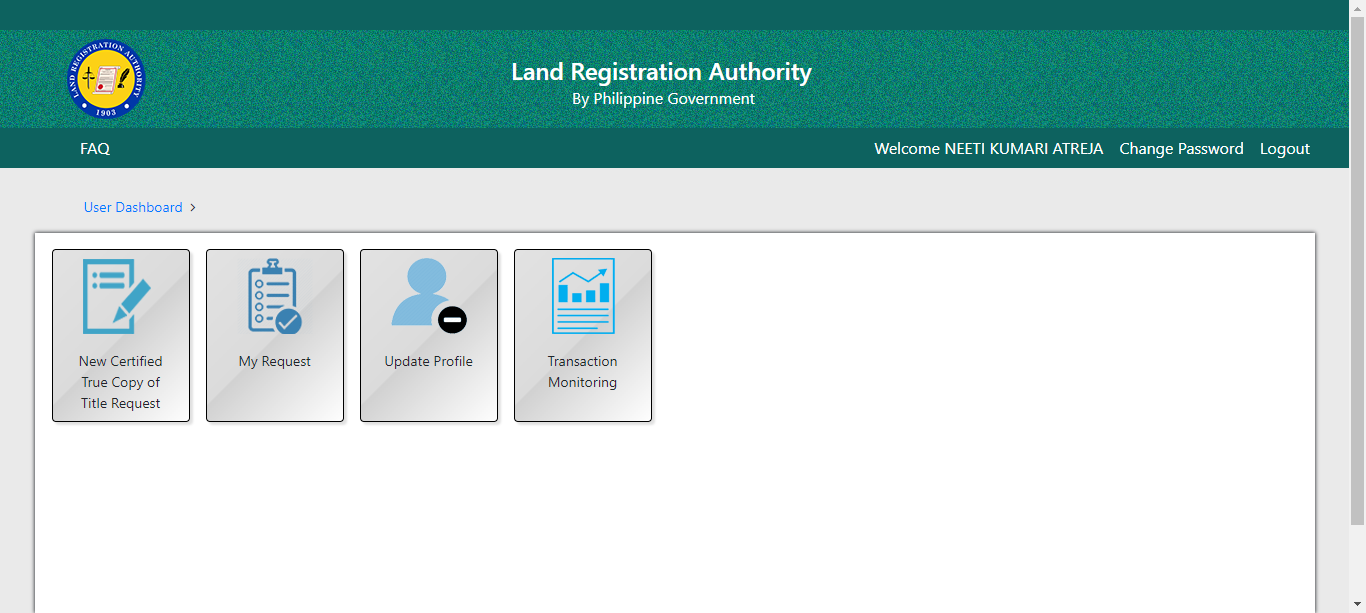 LAND REGISTRATION AUTHORITY
1903
Land Registration Authority
By Philippine Government
FAQ
Welcome NEETI KUMARI ATREJA Change Password Logout
User Dashboard >
New Certified
True Copy of
Title Request
My Request
Update Profile
Transaction
Monitoring